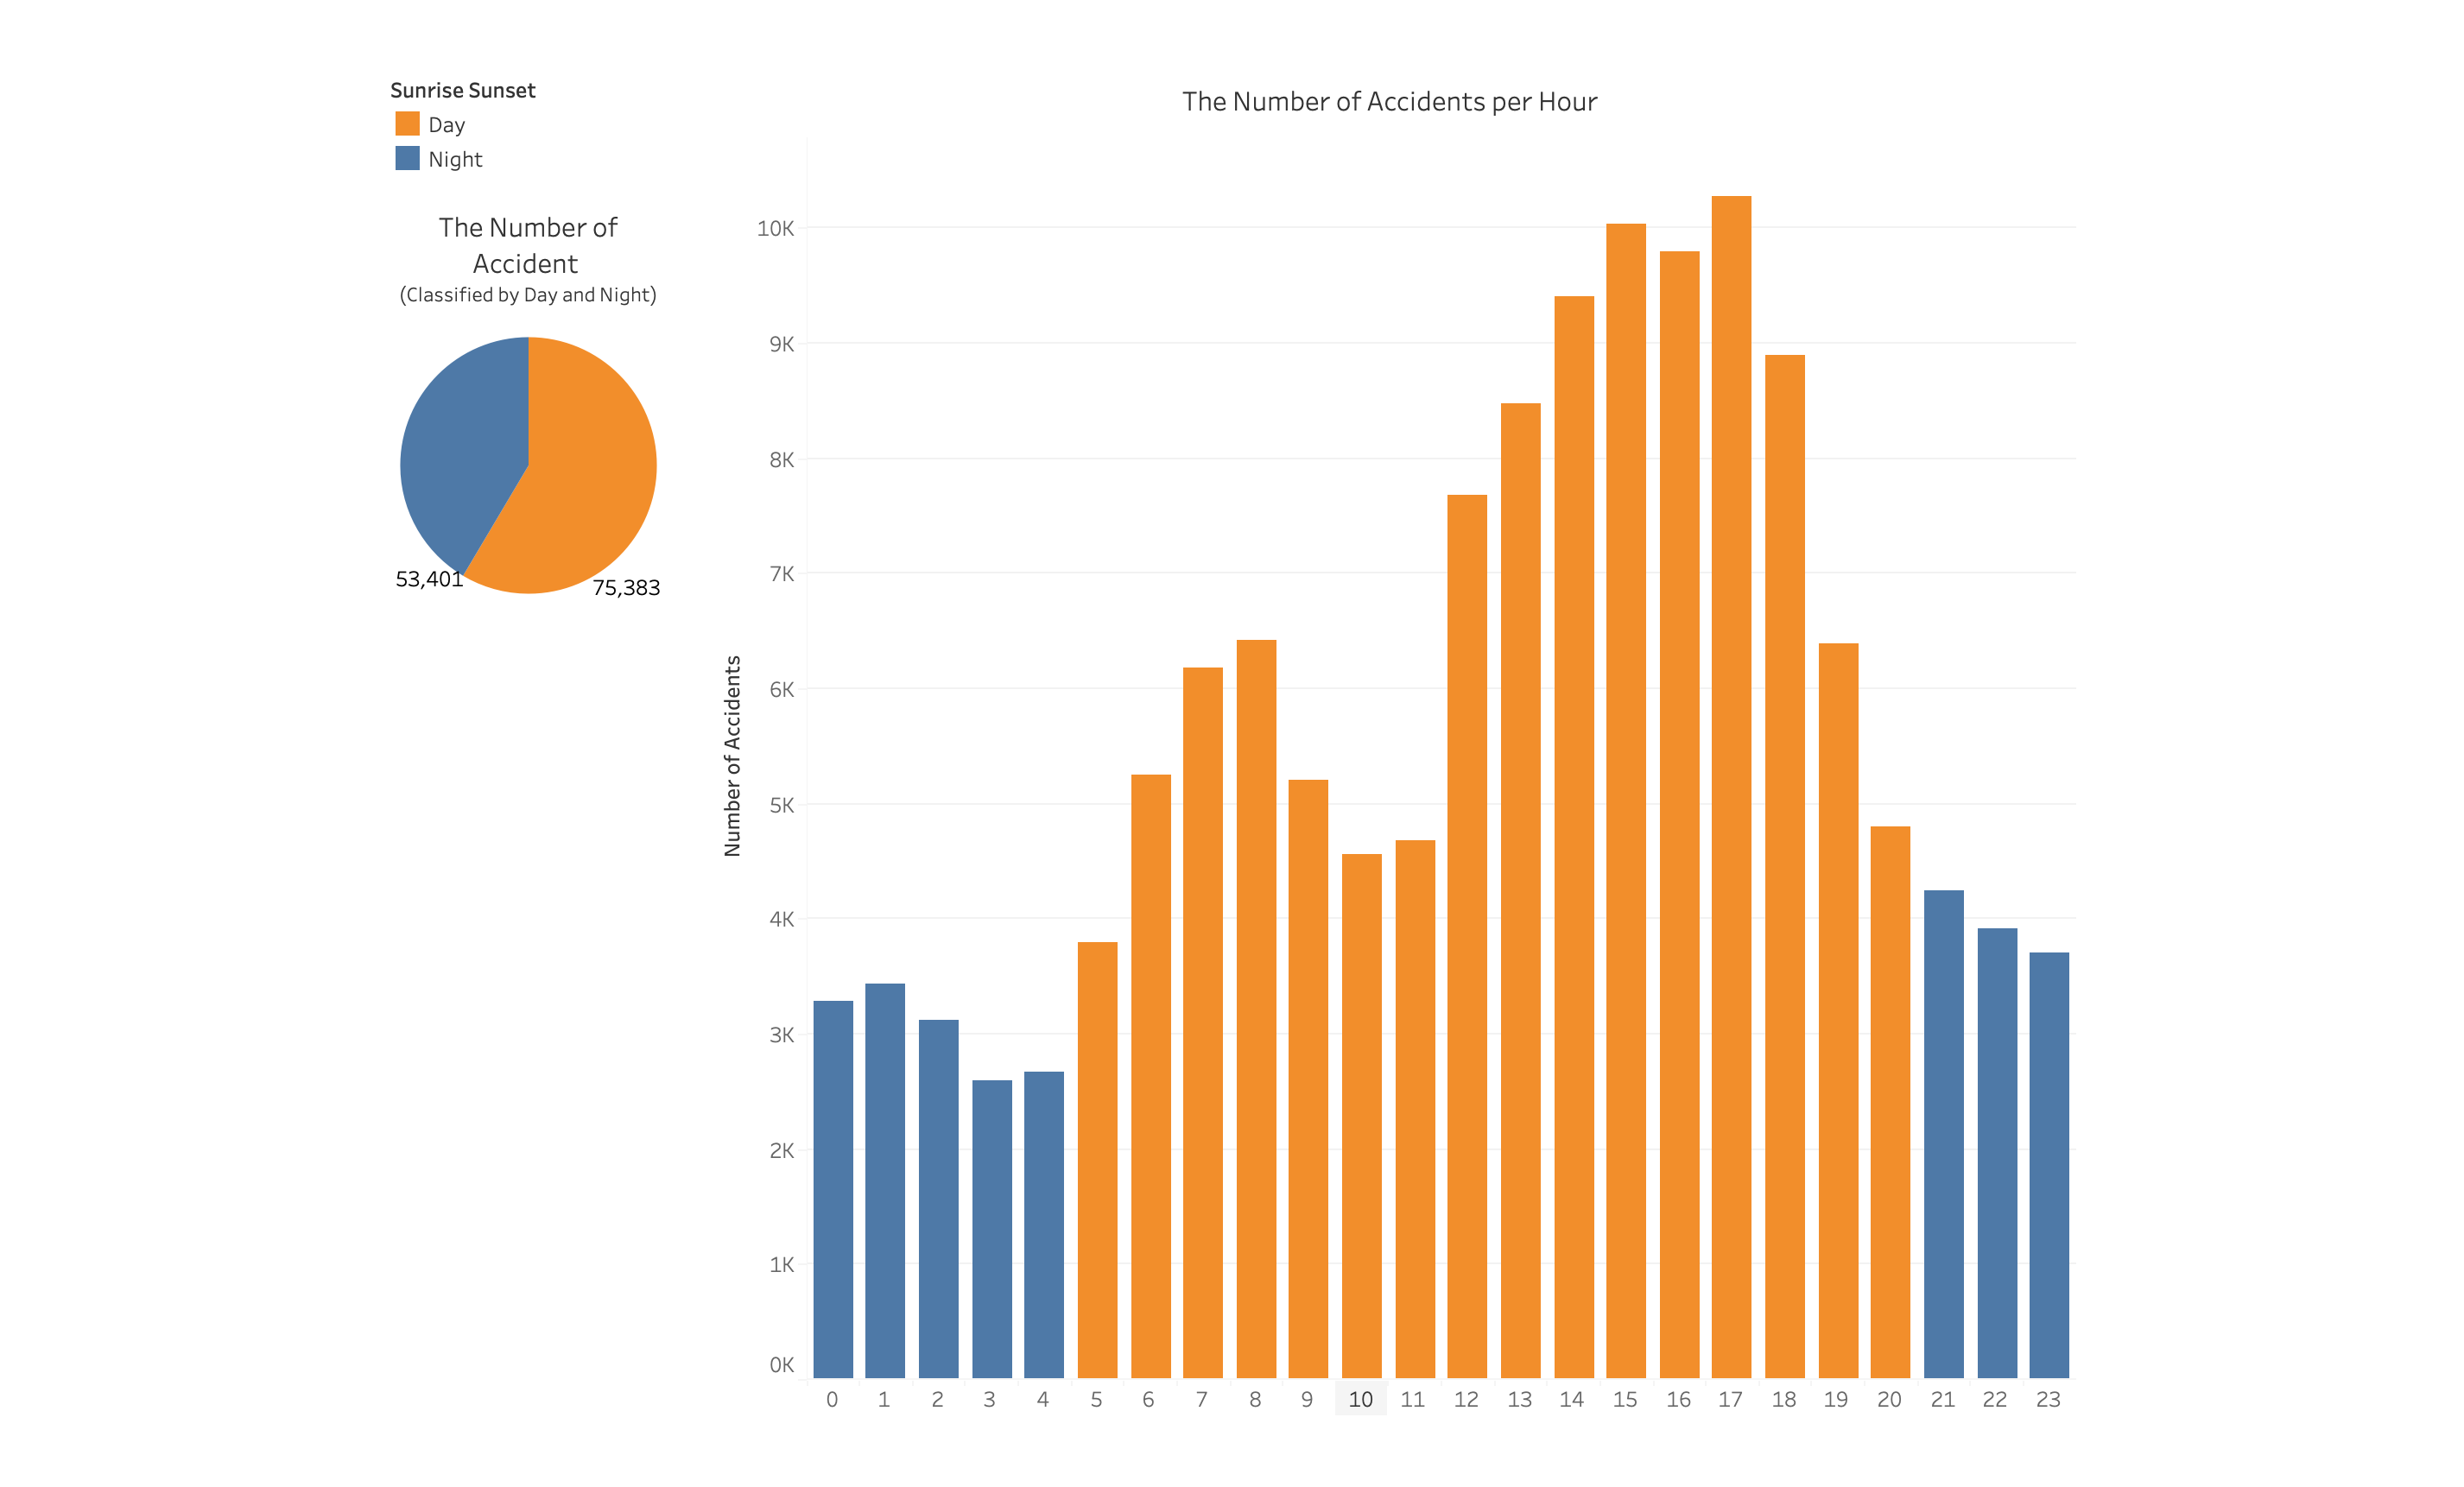 Sunrise Sunset
Day
Night
The Number of
Accident
(Classified by Day and Night)
53,401
75,383
The Number of Accidents per Hour
Number of Accidents
10K
9K
8K
7K
6K
5K
4K
3K
2K
1K
0K
0 1 2 3 4 5 6 7 8 9 10 11 12 13 14 15 16 17 18 19 20 21 22 23